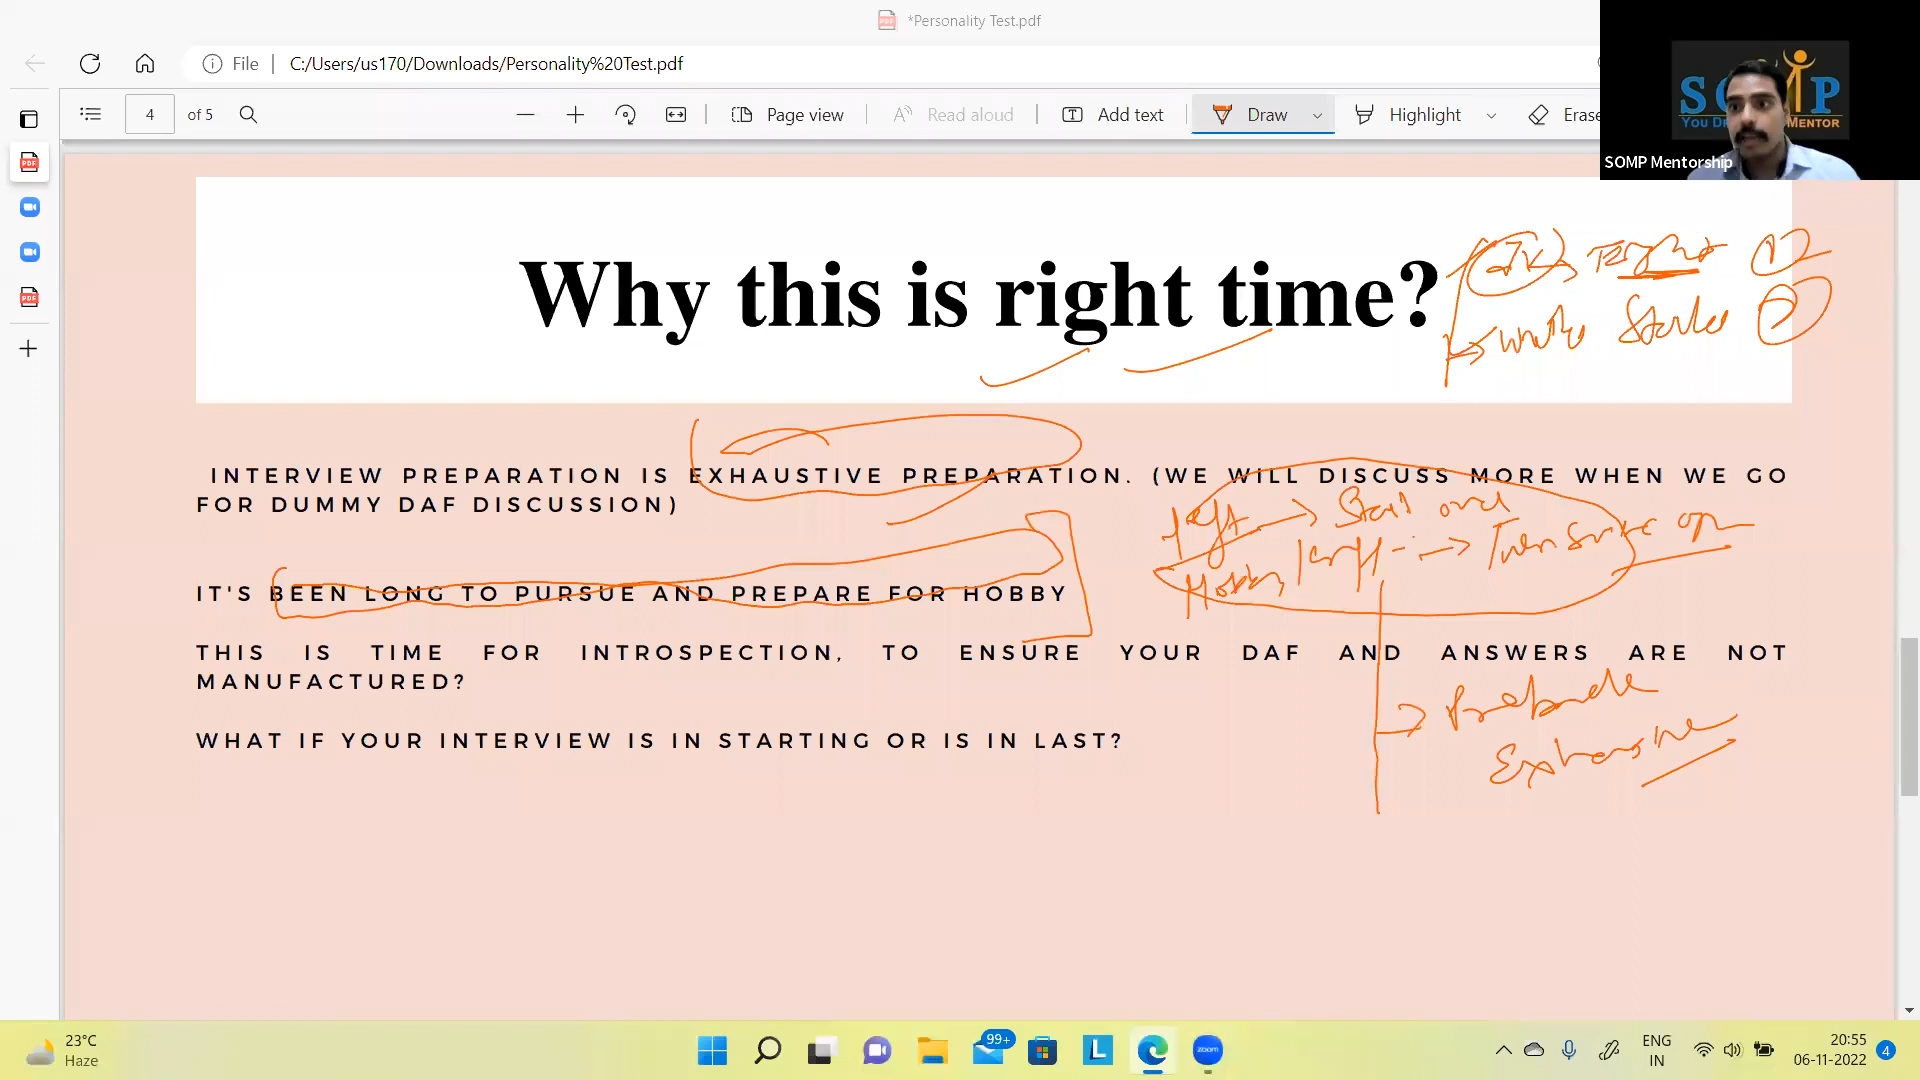 *Personality Test.pdf
File
C:/Users/us170/Downloads/Personality%20Test.pdf
4 of 5
Page view
Read aloud
Add text
Draw
Highlight
Erase
SOMP
MENTOR
SOMP Mentorship
Why this is right time?
INTERVIEW PREPARATION IS EXHAUSTIVE PREPARATION. (WE WILL DISCUSS MORE WHEN WE GO
FOR DUMMY DAF DISCUSSION)
IT'S BEEN LONG TO PURSUE AND PREPARE FOR HOBBY
THIS IS TIME FOR INTROSPECTION, TO ENSURE YOUR DAF AND ANSWERS ARE NOT
MANUFACTURED?
WHAT IF YOUR INTERVIEW IS IN STARTING OR IS IN LAST?
23°C
Haze
99+
zoom
ENG
IN
20:55
06-11-2022
4